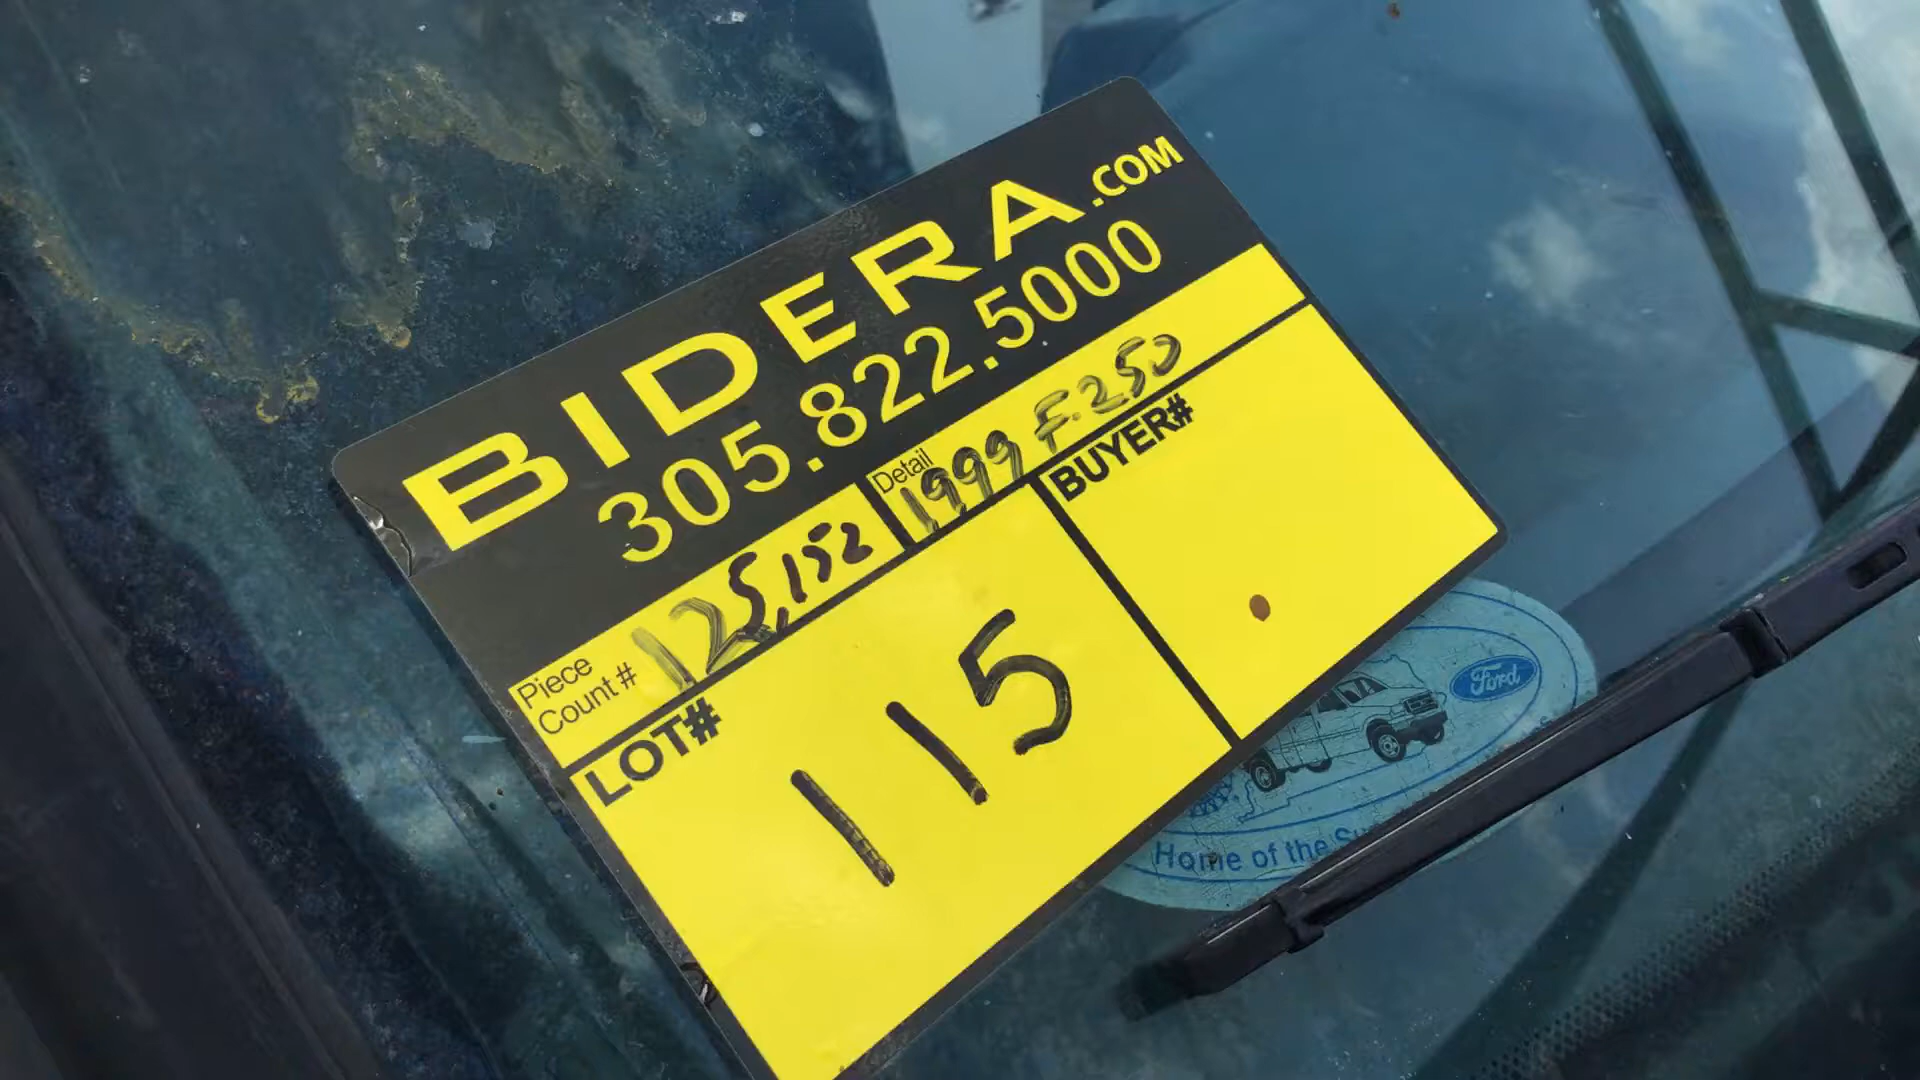 BIDERA.COM
305.822.5000
Piece Count # 125,152
Detail 1999 F-250
LOT# 115
BUYER#
Ford
Home of the